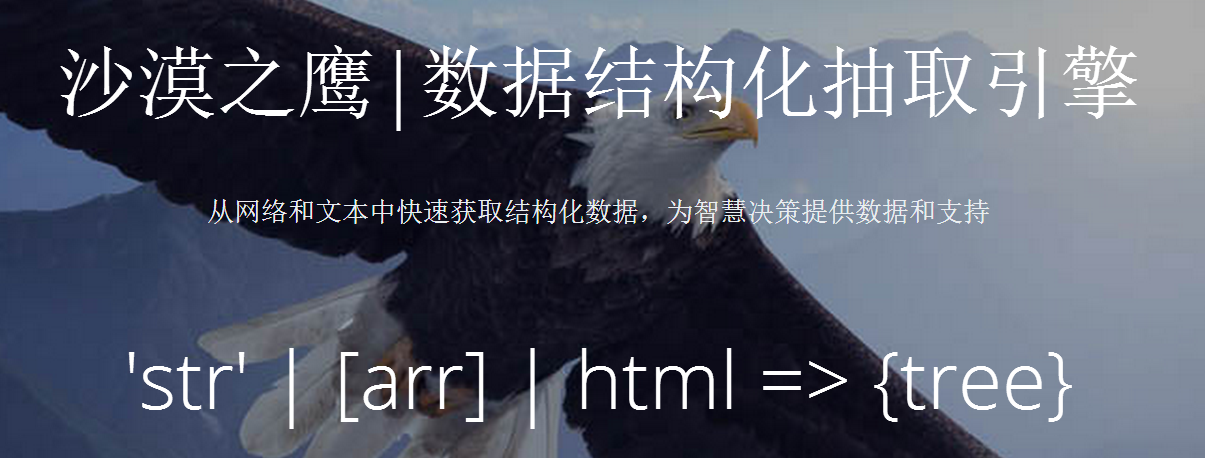 沙漠之鹰|数据结构化抽取引擎
从网络和文本中快速获取结构化数据，为智慧决策提供数据和支持
'str' | [arr] | html => {tree}